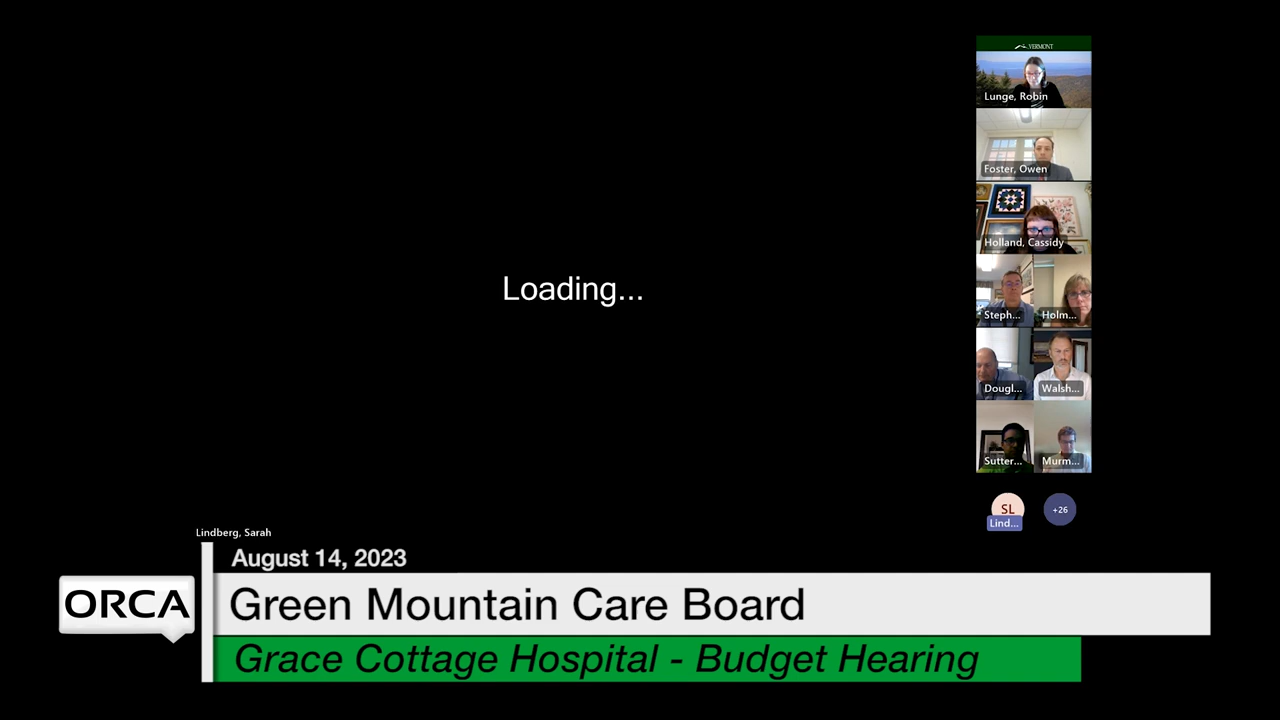 VERMONT
Lunge, Robin
Foster, Owen
Holland, Cassidy
Steph...
Holm...
Dougl...
Walsh...
Sutter...
Murm...
SL
Lind...
+26
Loading...
Lindberg, Sarah
August 14, 2023
ORCA
Green Mountain Care Board
Grace Cottage Hospital - Budget Hearing